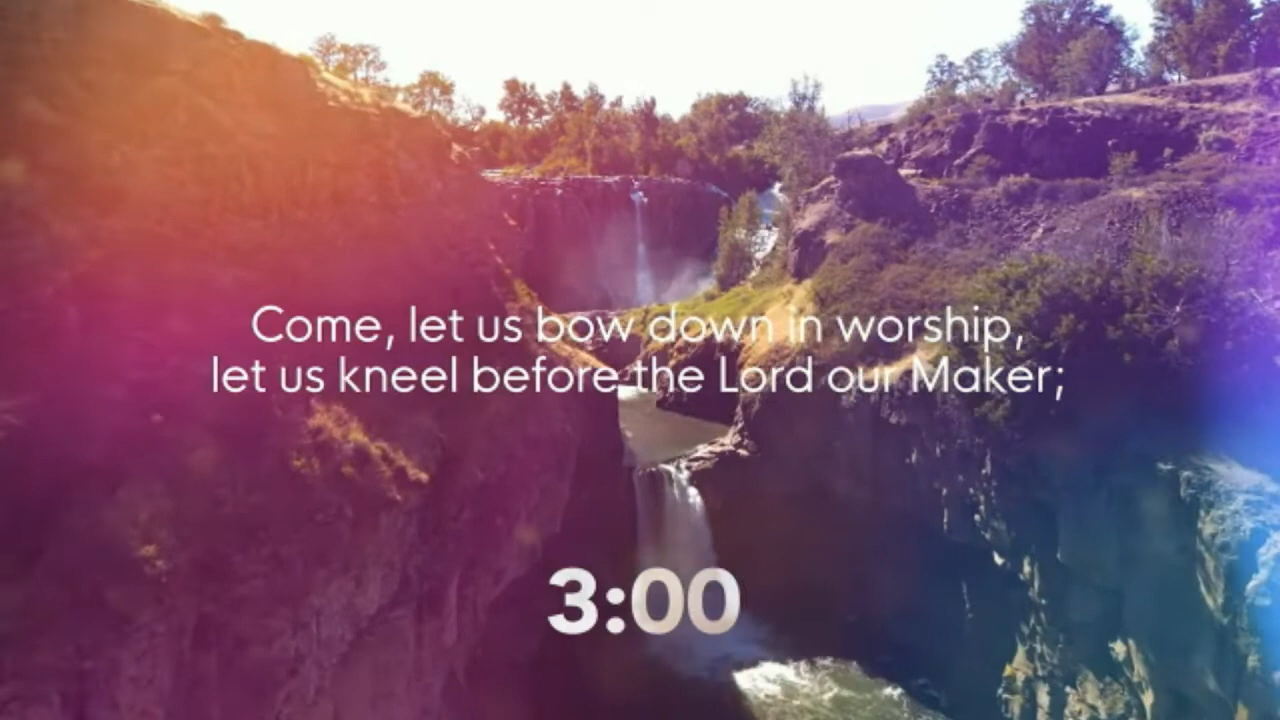 Come, let us bow down in worship,
let us kneel before the Lord our Maker;
3:00